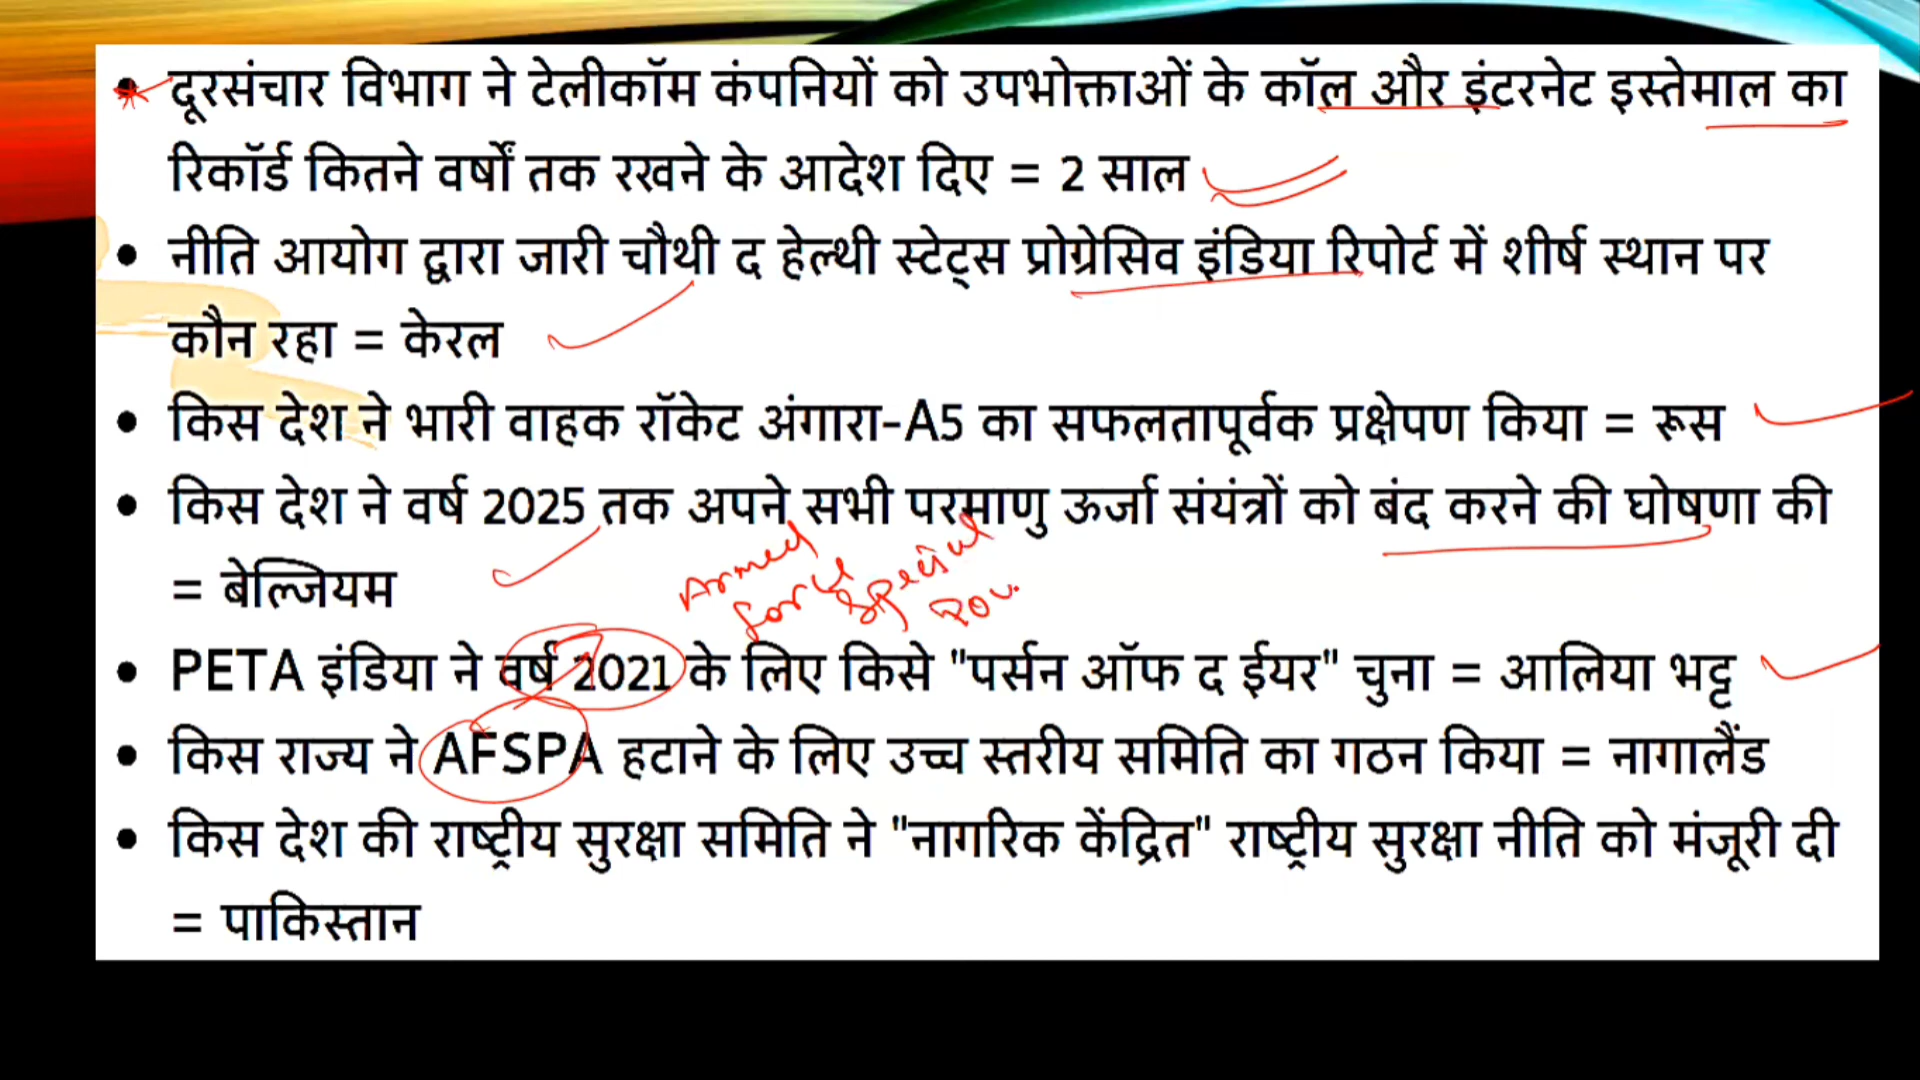 • दूरसंचार विभाग ने टेलीकॉम कंपनियों को उपभोक्ताओं के कॉल और इंटरनेट इस्तेमाल का
रिकॉर्ड कितने वर्षों तक रखने के आदेश दिए = 2 साल
• नीति आयोग द्वारा जारी चौथी द हेल्थी स्टेट्स प्रोग्रेसिव इंडिया रिपोर्ट में शीर्ष स्थान पर
कौन रहा = केरल
• किस देश ने भारी वाहक रॉकेट अंगारा-A5 का सफलतापूर्वक प्रक्षेपण किया = रूस
• किस देश ने वर्ष 2025 तक अपने सभी परमाणु ऊर्जा संयंत्रों को बंद करने की घोषणा की
= बेल्जियम
Armed
force
Special
Pow.
• PETA इंडिया ने वर्ष 2021 के लिए किसे "पर्सन ऑफ द ईयर" चुना = आलिया भट्ट
• किस राज्य ने AFSPA हटाने के लिए उच्च स्तरीय समिति का गठन किया = नागालैंड
• किस देश की राष्ट्रीय सुरक्षा समिति ने "नागरिक केंद्रित" राष्ट्रीय सुरक्षा नीति को मंजूरी दी
= पाकिस्तान